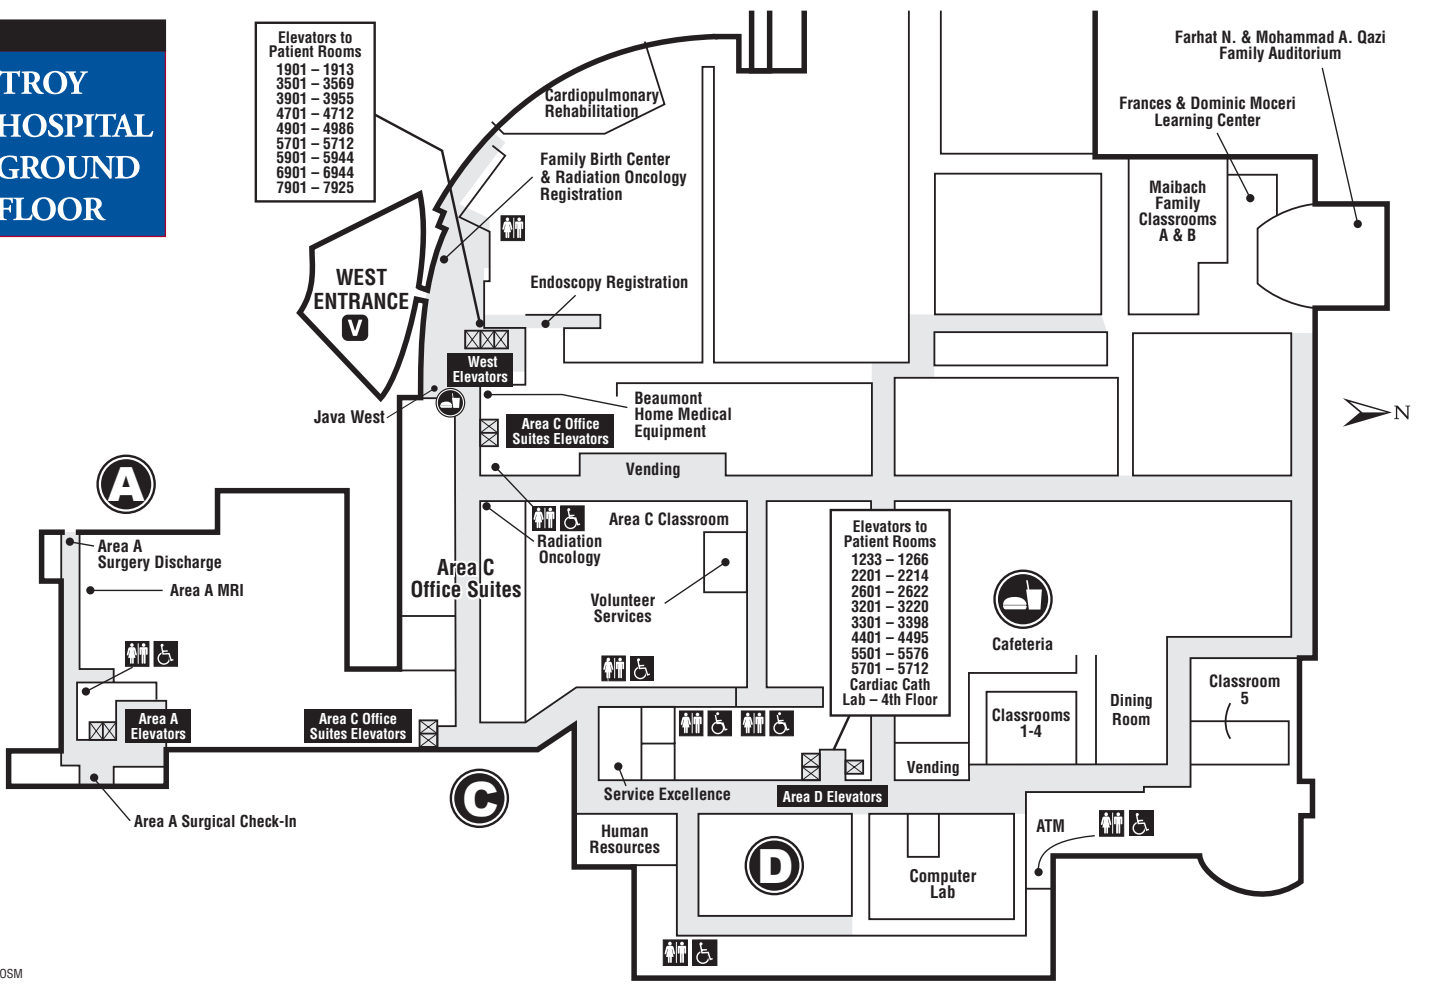 TROY
HOSPITAL
GROUND
FLOOR
Elevators to
Patient Rooms
1901 – 1913
3501 – 3569
3901 – 3955
4701 – 4712
4901 – 4986
5701 – 5712
5901 – 5944
6901 – 6944
7901 – 7925
Cardiopulmonary
Rehabilitation
Family Birth Center
& Radiation Oncology
Registration
Farhat N. & Mohammad A. Qazi
Family Auditorium
Frances & Dominic Moceri
Learning Center
Maibach
Family
Classrooms
A & B
WEST
ENTRANCE
V
Endoscopy Registration
West
Elevators
Java West
Beaumont
Home Medical
Equipment
Area C Office
Suites Elevators
Vending
N
A
Area A
Surgery Discharge
Area A MRI
Area C
Office Suites
Radiation
Oncology
Area C Classroom
Volunteer
Services
Elevators to
Patient Rooms
1233 – 1266
2201 – 2214
2601 – 2622
3201 – 3220
3301 – 3398
4401 – 4495
5501 – 5576
5701 – 5712
Cardiac Cath
Lab – 4th Floor
Cafeteria
Classroom
5
Dining
Room
Classrooms
1-4
Area A
Elevators
Area C Office
Suites Elevators
Vending
Service Excellence
Area D Elevators
C
Area A Surgical Check-In
Human
Resources
D
Computer
Lab
ATM
OSM